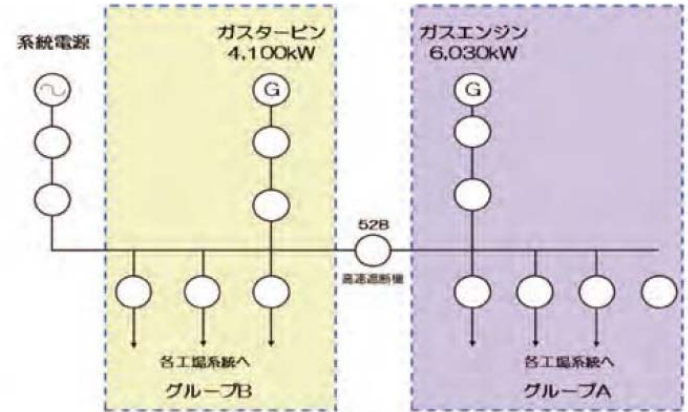 系統電源
ガスタービン
4,100kW
ガスエンジン
6,030kW
G
G
52B
高速遮断機
各工場系統へ
グループB
各工場系統へ
グループA